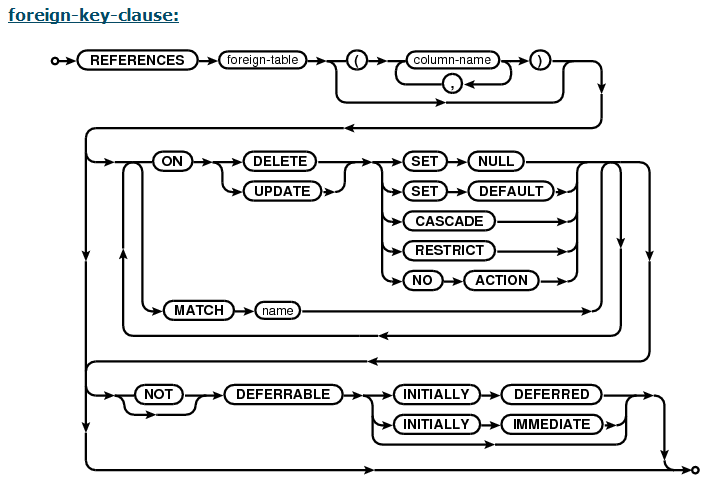 foreign-key-clause:
REFERENCES foreign-table ( column-name )
,
ON DELETE SET NULL
UPDATE SET DEFAULT
CASCADE
RESTRICT
NO ACTION
MATCH name
NOT DEFERRABLE INITIALLY DEFERRED
INITIALLY IMMEDIATE